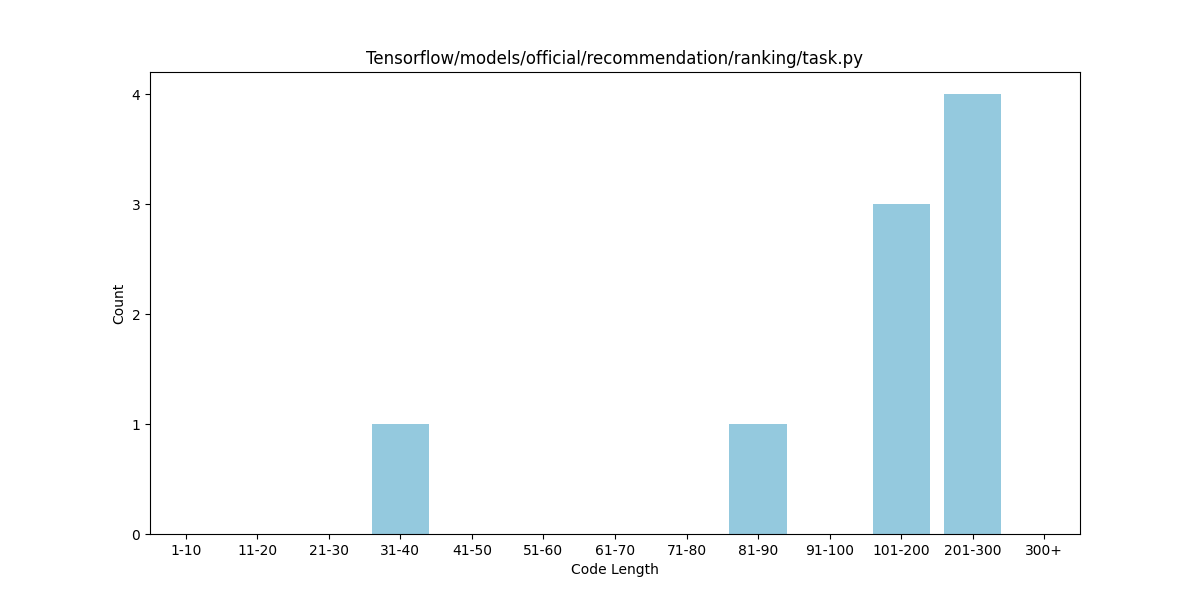 Tensorflow/models/official/recommendation/ranking/task.py
4
3
2
1
0
Count
1-10 11-20 21-30 31-40 41-50 51-60 61-70 71-80 81-90 91-100 101-200 201-300 300+
Code Length